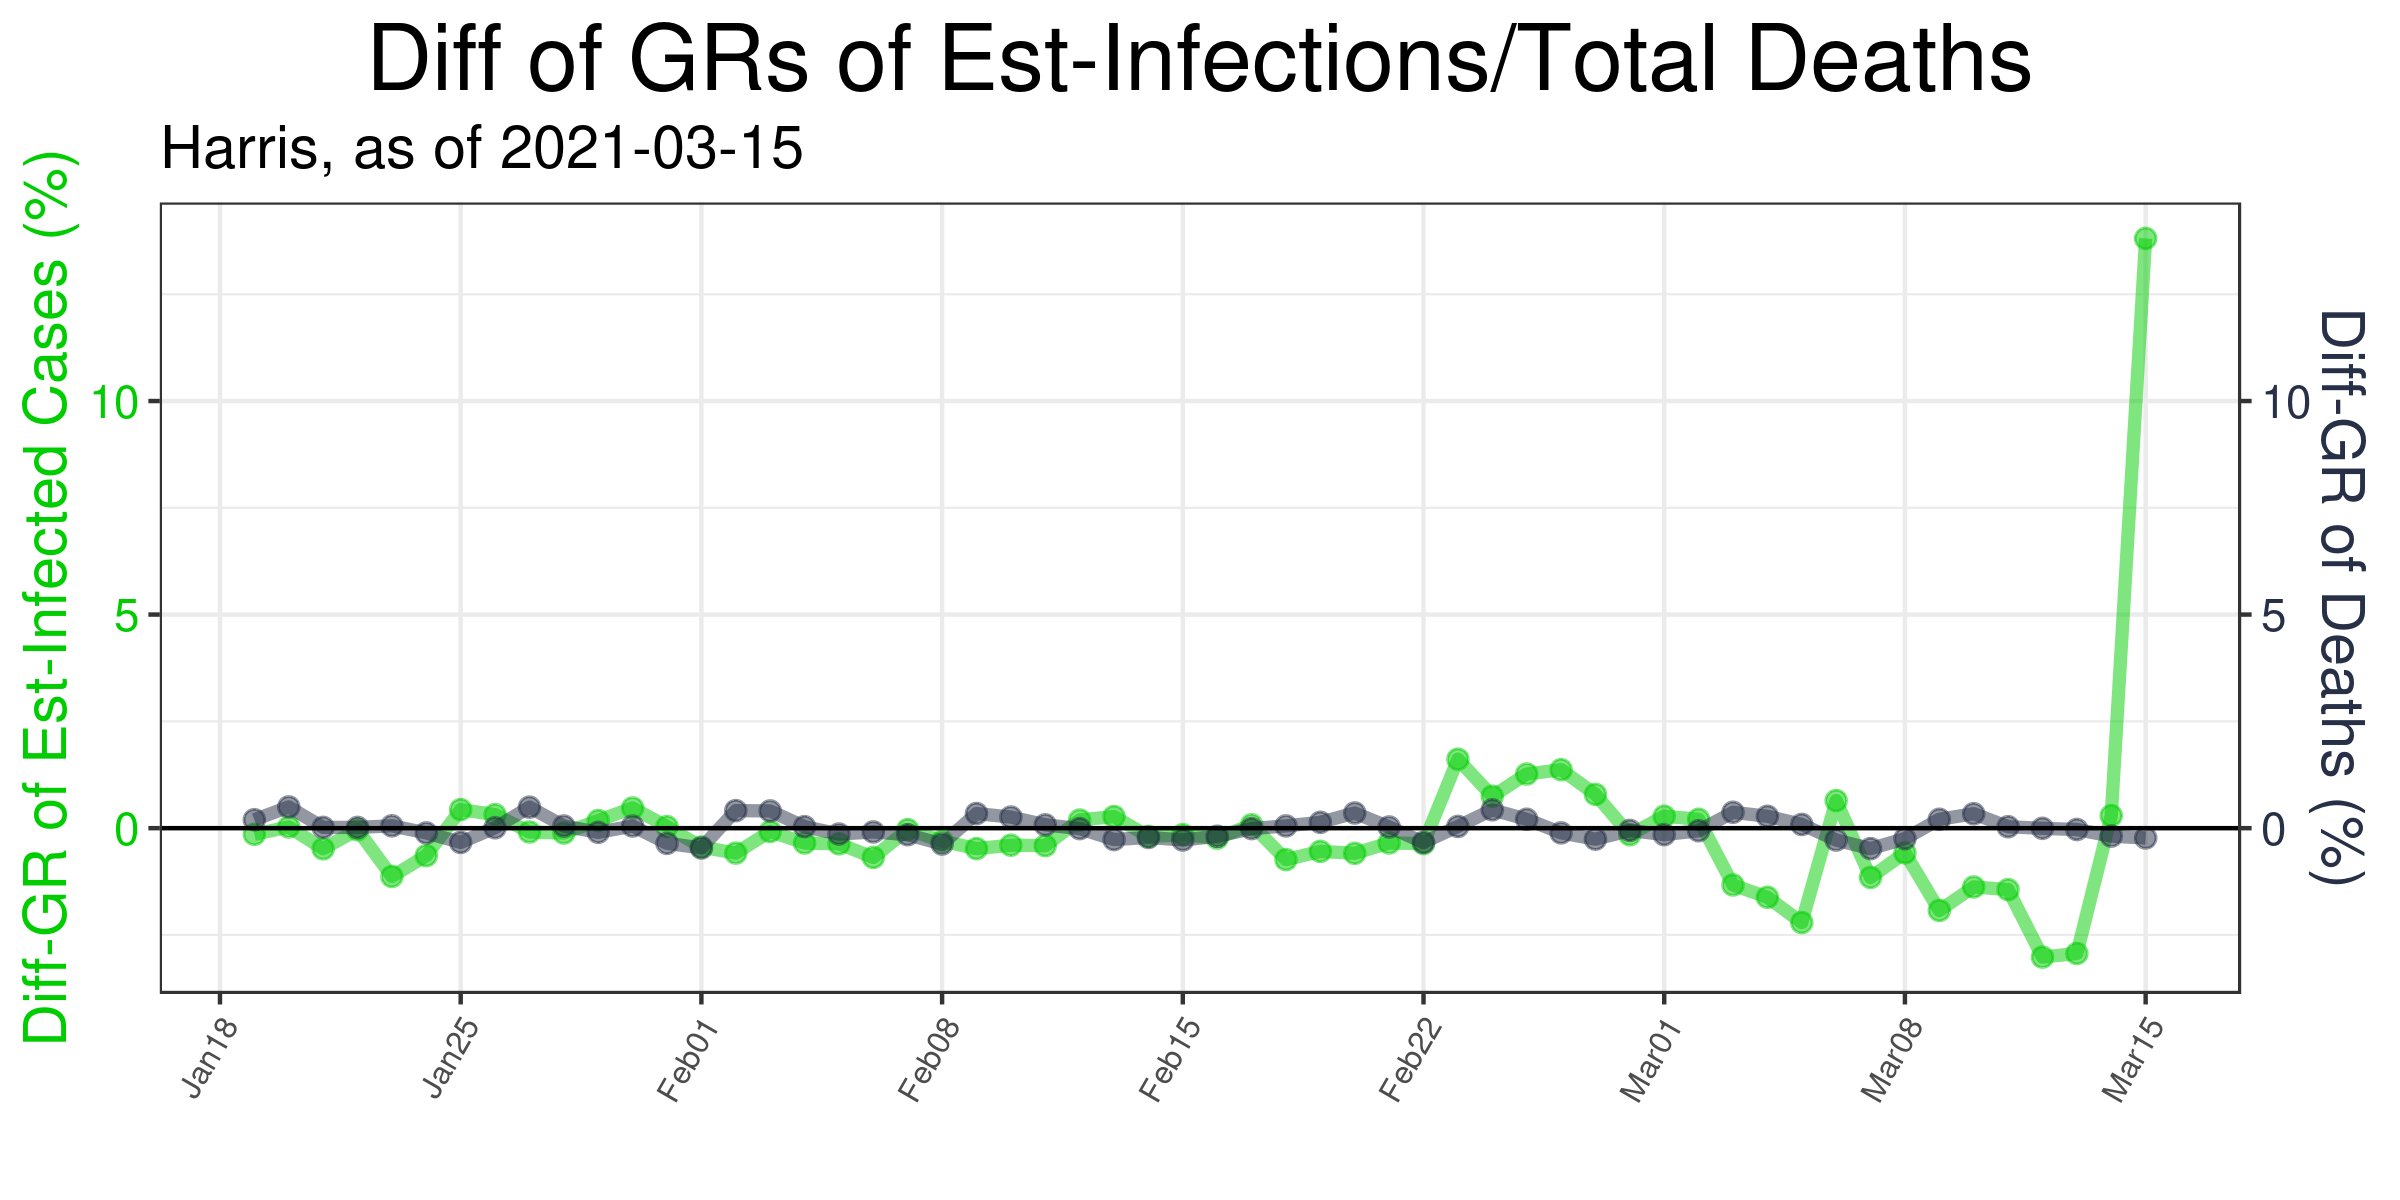 Diff of GRs of Est-Infections/Total Deaths
Harris, as of 2021-03-15
Diff-GR of Est-Infected Cases (%)
10
5
0
10
5
0
Diff-GR of Deaths (%)
Jan18
Jan25
Feb01
Feb08
Feb15
Feb22
Mar01
Mar08
Mar15